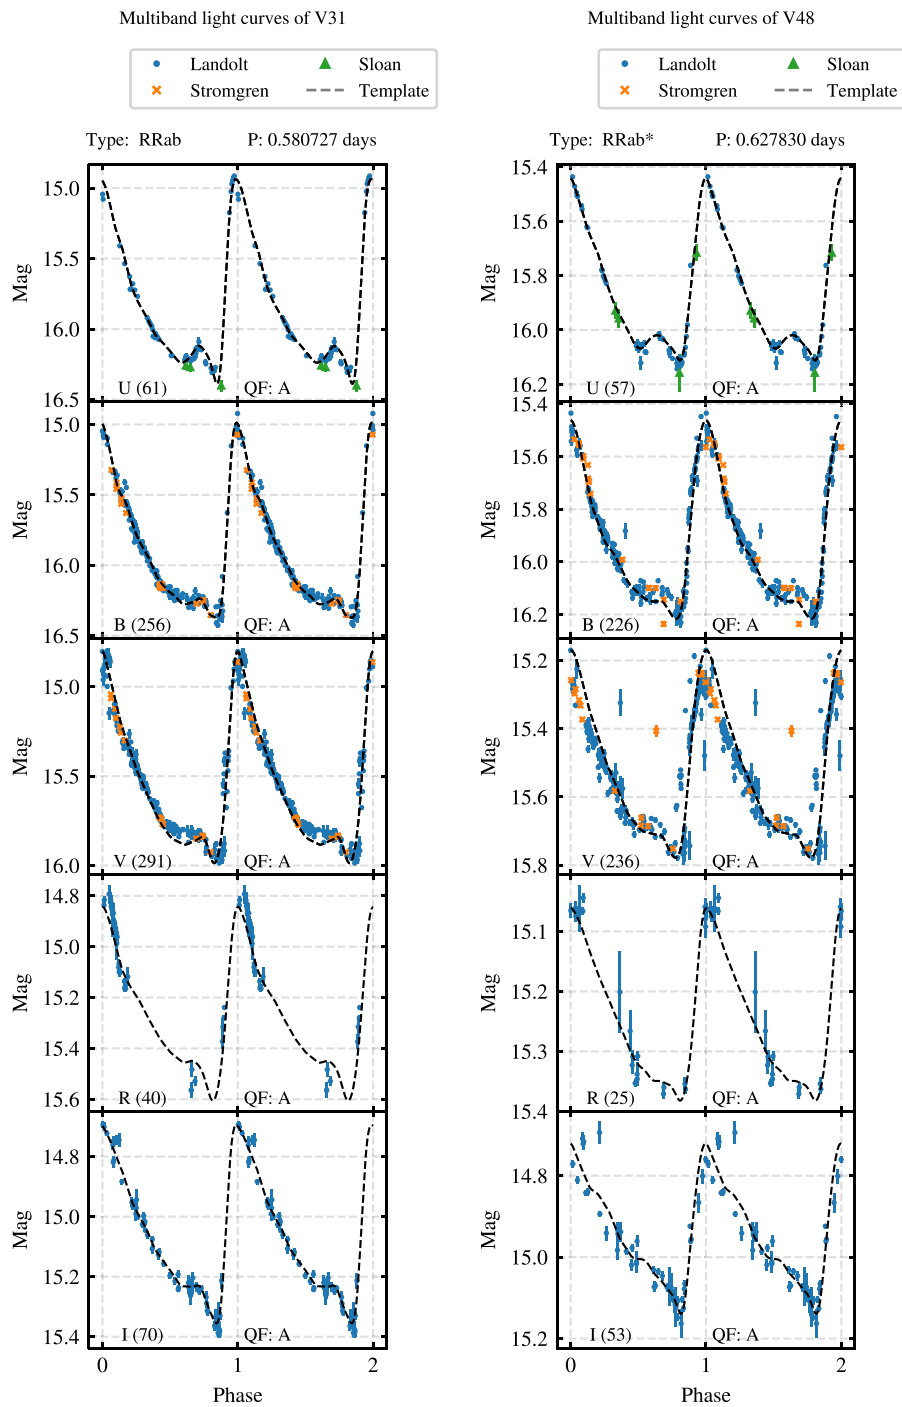 Multiband light curves of V31
Landolt
Sloan
Stromgren
Template
Type: RRab
P: 0.580727 days
Mag
15.0
15.5
16.0
16.5
U (61)
QF: A
Mag
15.0
15.5
16.0
16.5
B (256)
QF: A
Mag
15.0
15.5
16.0
V (291)
QF: A
Mag
14.8
15.0
15.2
15.4
15.6
R (40)
QF: A
Mag
14.8
15.0
15.2
15.4
I (70)
QF: A
0
1
2
Phase
Multiband light curves of V48
Landolt
Sloan
Stromgren
Template
Type: RRab*
P: 0.627830 days
Mag
15.4
15.6
15.8
16.0
16.2
U (57)
QF: A
Mag
15.4
15.6
15.8
16.0
16.2
B (226)
QF: A
Mag
15.2
15.4
15.6
15.8
V (236)
QF: A
Mag
15.1
15.2
15.3
15.4
R (25)
QF: A
Mag
14.8
15.0
15.2
I (53)
QF: A
0
1
2
Phase